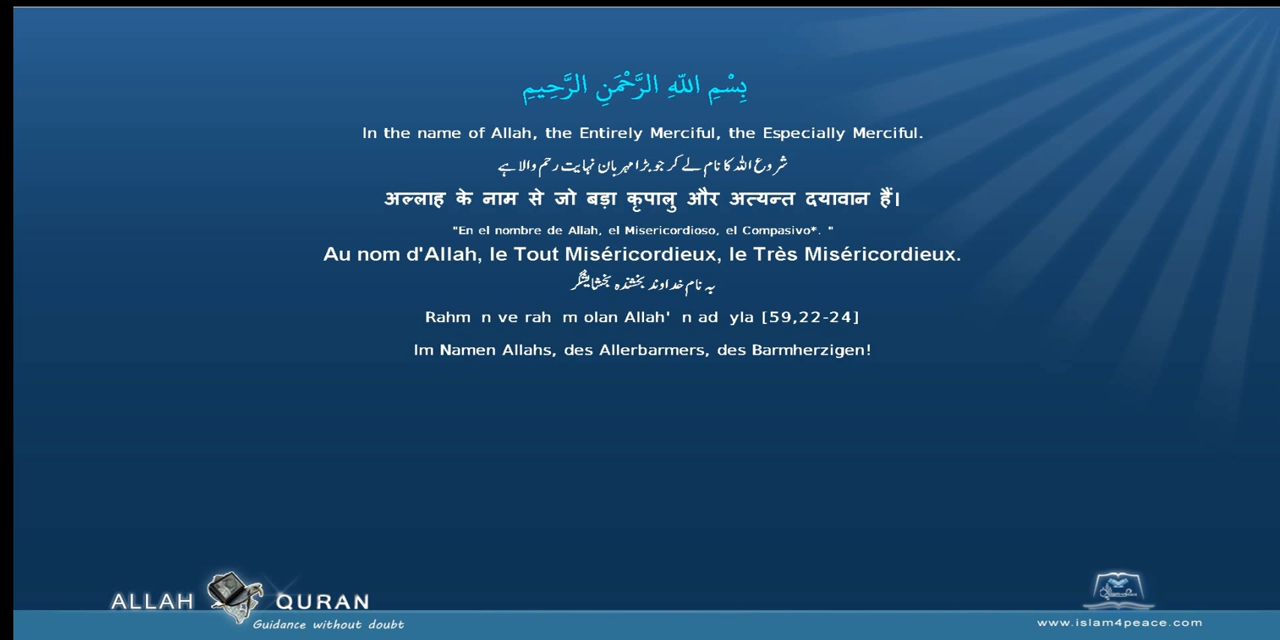 بِسْمِ اللّهِ الرَّحْمَنِ الرَّحِيمِ
In the name of Allah, the Entirely Merciful, the Especially Merciful.
شروع الله کا نام لے کر جو بڑا مہربان نہایت رحم والا ہے
अल्लाह के नाम से जो बड़ा कृपालु और अत्यन्त दयावान हैं।
"En el nombre de Allah, el Misericordioso, el Compasivo*. "
Au nom d'Allah, le Tout Miséricordieux, le Très Miséricordieux.
به نام خداوند بخشنده بخشایشگر
Rahm n ve rah m olan Allah' n ad yla [59,22-24]
Im Namen Allahs, des Allerbarmers, des Barmherzigen!
ALLAH QURAN
Guidance without doubt
www.islam4peace.com